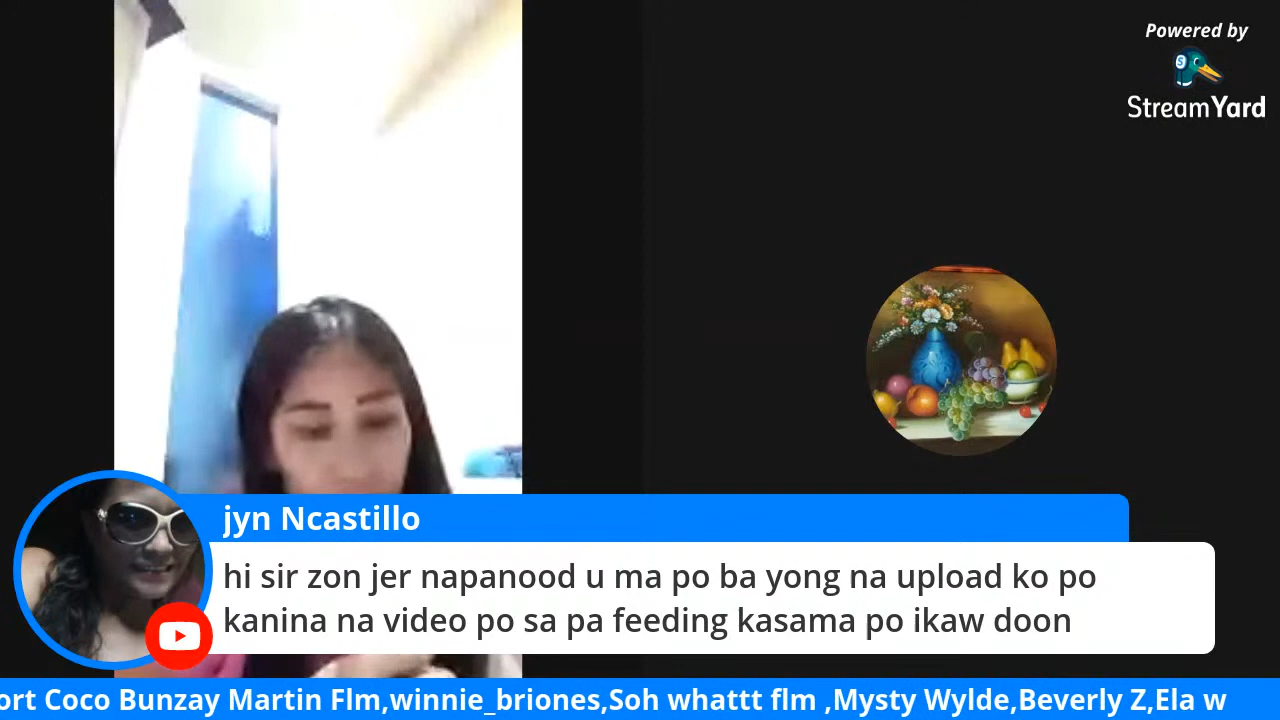 Powered by
StreamYard
jyn Ncastillo
hi sir zon jer napanood u ma po ba yong na upload ko po
kanina na video po sa pa feeding kasama po ikaw doon
ort Coco Bunzay Martin Flm,winnie_briones,Soh whattt flm ,Mysty Wylde,Beverly Z,Ela w